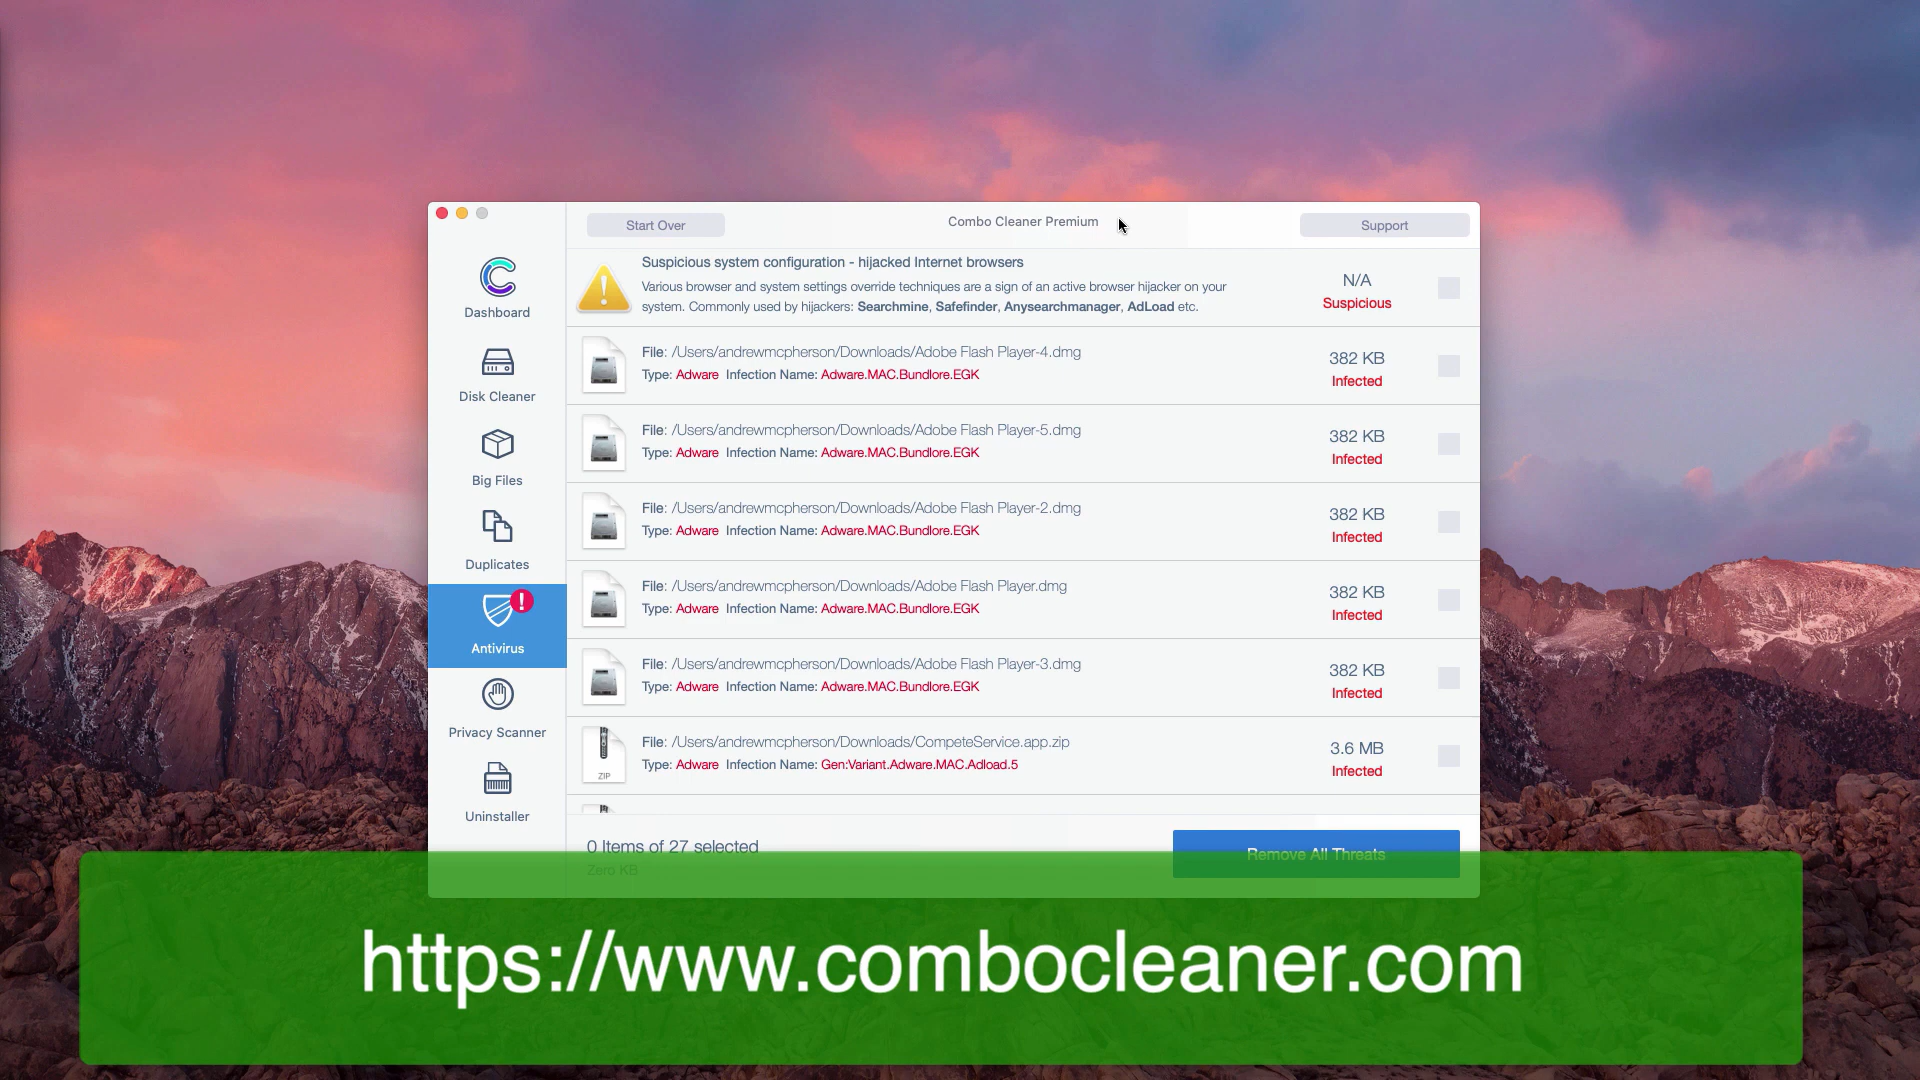 Start Over
Combo Cleaner Premium
Support
Dashboard
Disk Cleaner
Big Files
Duplicates
Antivirus
Privacy Scanner
Uninstaller
Suspicious system configuration - hijacked Internet browsers
Various browser and system settings override techniques are a sign of an active browser hijacker on your
system. Commonly used by hijackers: Searchmine, Safefinder, Anysearchmanager, AdLoad etc.
N/A
Suspicious
File: /Users/andrewmcpherson/Downloads/Adobe Flash Player-4.dmg
Type: Adware Infection Name: Adware.MAC.Bundlore.EGK
382 KB
Infected
File: /Users/andrewmcpherson/Downloads/Adobe Flash Player-5.dmg
Type: Adware Infection Name: Adware.MAC.Bundlore.EGK
382 KB
Infected
File: /Users/andrewmcpherson/Downloads/Adobe Flash Player-2.dmg
Type: Adware Infection Name: Adware.MAC.Bundlore.EGK
382 KB
Infected
File: /Users/andrewmcpherson/Downloads/Adobe Flash Player.dmg
Type: Adware Infection Name: Adware.MAC.Bundlore.EGK
382 KB
Infected
File: /Users/andrewmcpherson/Downloads/Adobe Flash Player-3.dmg
Type: Adware Infection Name: Adware.MAC.Bundlore.EGK
382 KB
Infected
ZIP
File: /Users/andrewmcpherson/Downloads/CompeteService.app.zip
Type: Adware Infection Name: Gen:Variant.Adware.MAC.Adload.5
3.6 MB
Infected
0 Items of 27 selected
Zero KB
Remove All Threats
https://www.combocleaner.com